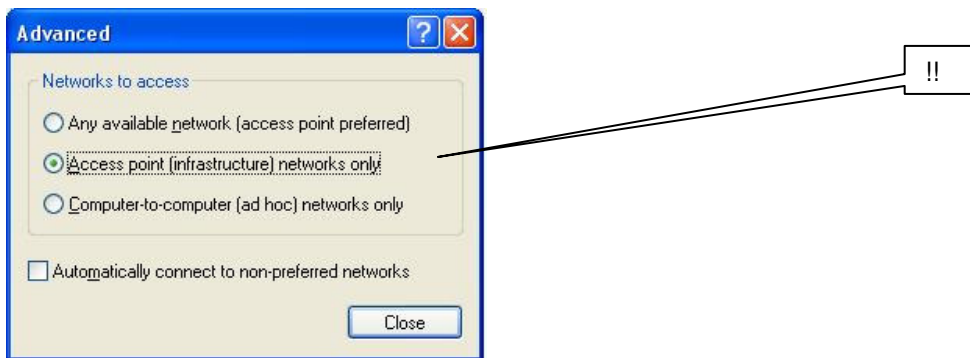 Advanced
!!
Networks to access
Any available network (access point preferred)
Access point (infrastructure) networks only
Computer-to-computer (ad hoc) networks only
Automatically connect to non-preferred networks
Close